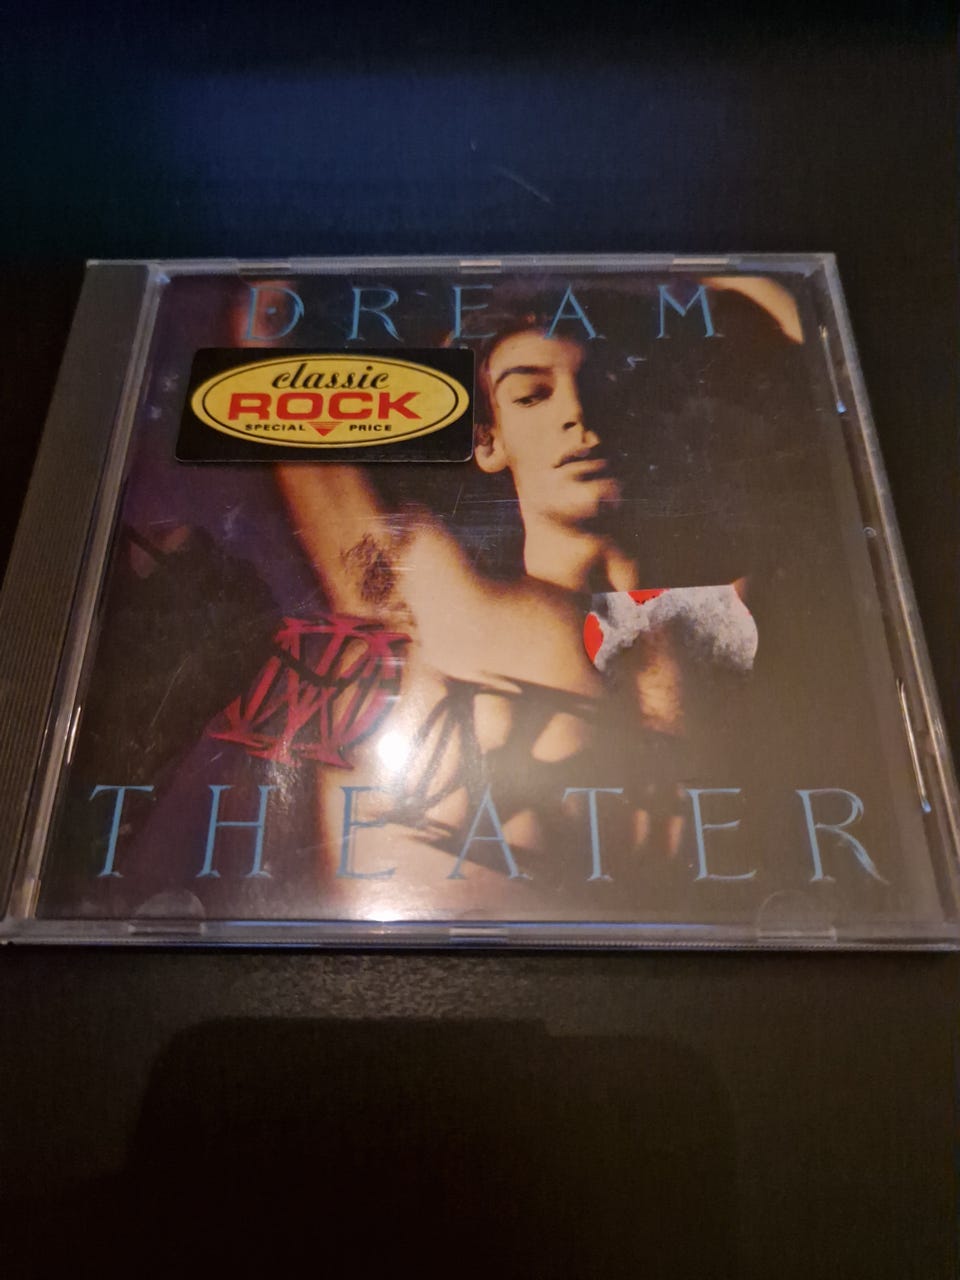 DREAM
classic
ROCK
SPECIAL PRICE
THEATER